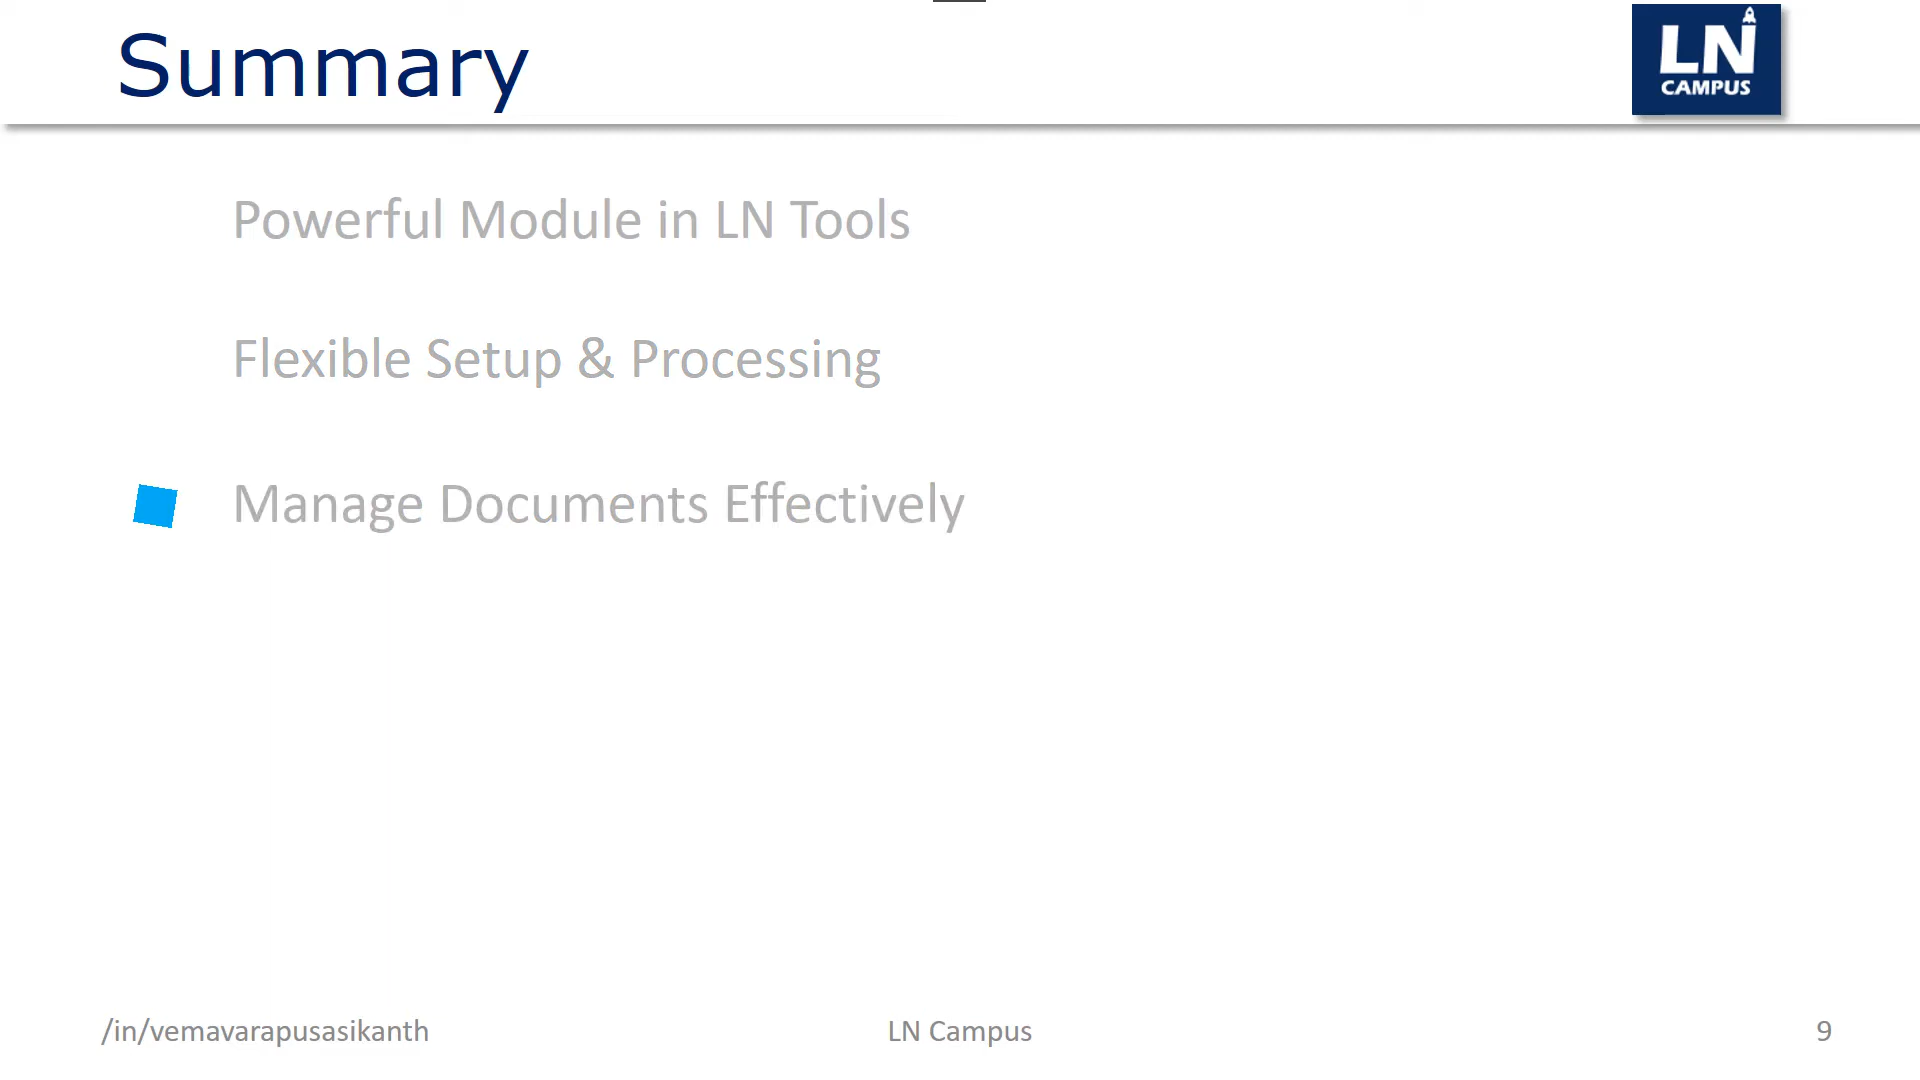 Summary
LN
CAMPUS
Powerful Module in LN Tools
Flexible Setup & Processing
Manage Documents Effectively
/in/vemavarapusasikanth
LN Campus
9